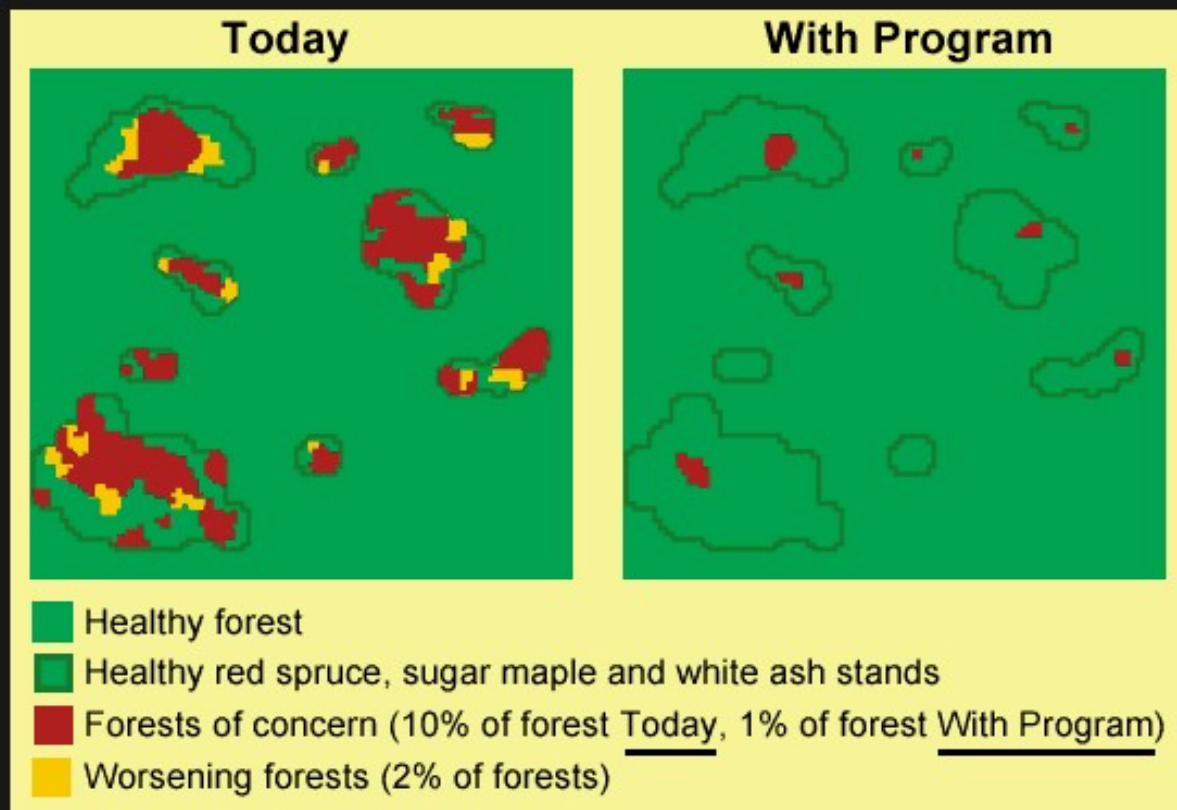 Today
With Program
Healthy forest
Healthy red spruce, sugar maple and white ash stands
Forests of concern (10% of forest Today, 1% of forest With Program)
Worsening forests (2% of forests)